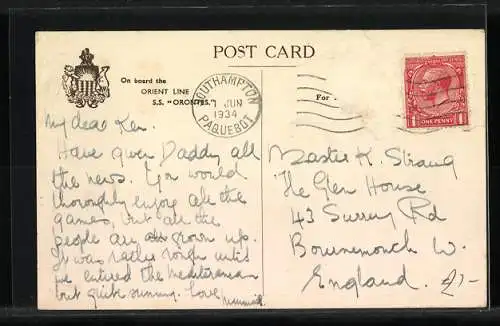 POST CARD
On board the
ORIENT LINE
S.S. "ORONTES."
SOUTHAMPTON
7 JUN
1934
PAQUEBOT
For
1 ONE PENNY 1
My dear Ken.
Have given Daddy all
the news. You would
thoroughly enjoy all the
games, but all the
people are grown up.
It was rather rough until
we entered the Mediterranean
but quite sunny. Love
Master K. Strang
The Glen House
43 Surrey Rd
Bournemouth W.
England.